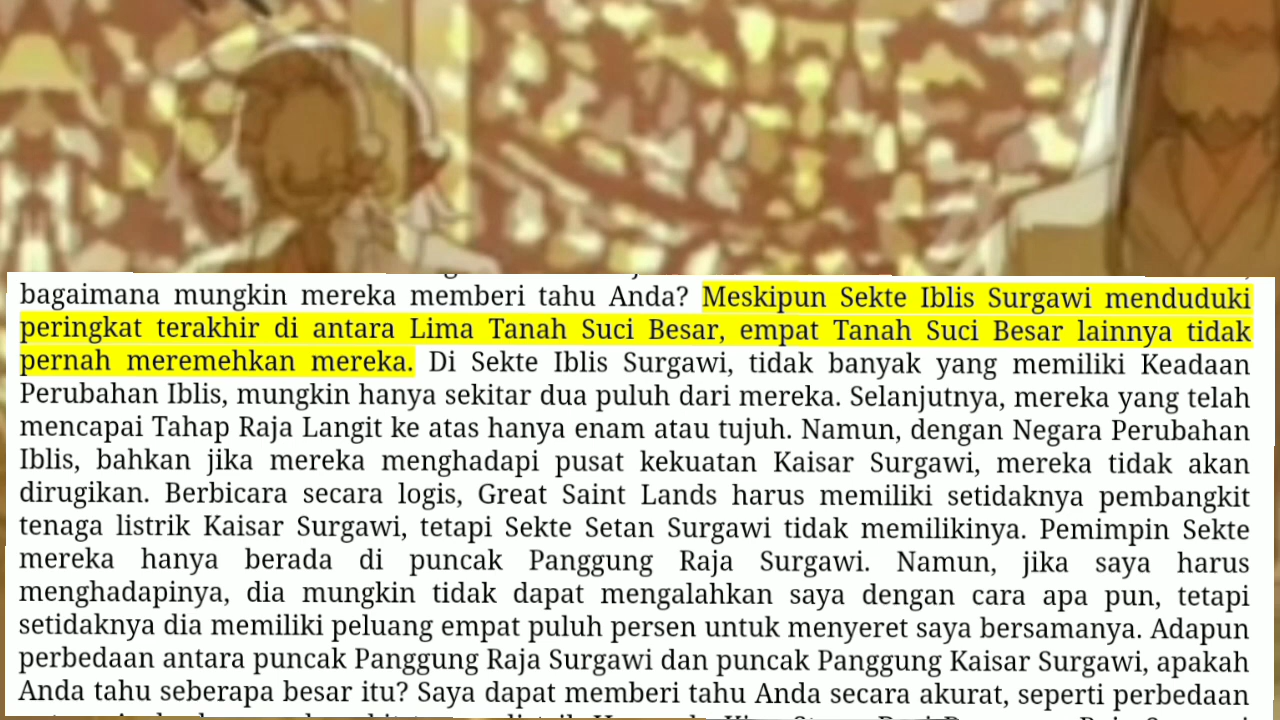 bagaimana mungkin mereka memberi tahu Anda? Meskipun Sekte Iblis Surgawi menduduki
peringkat terakhir di antara Lima Tanah Suci Besar, empat Tanah Suci Besar lainnya tidak
pernah meremehkan mereka. Di Sekte Iblis Surgawi, tidak banyak yang memiliki Keadaan
Perubahan Iblis, mungkin hanya sekitar dua puluh dari mereka. Selanjutnya, mereka yang telah
mencapai Tahap Raja Langit ke atas hanya enam atau tujuh. Namun, dengan Negara Perubahan
Iblis, bahkan jika mereka menghadapi pusat kekuatan Kaisar Surgawi, mereka tidak akan
dirugikan. Berbicara secara logis, Great Saint Lands harus memiliki setidaknya pembangkit
tenaga listrik Kaisar Surgawi, tetapi Sekte Setan Surgawi tidak memilikinya. Pemimpin Sekte
mereka hanya berada di puncak Panggung Raja Surgawi. Namun, jika saya harus
menghadapinya, dia mungkin tidak dapat mengalahkan saya dengan cara apa pun, tetapi
setidaknya dia memiliki peluang empat puluh persen untuk menyeret saya bersamanya. Adapun
perbedaan antara puncak Panggung Raja Surgawi dan puncak Panggung Kaisar Surgawi, apakah
Anda tahu seberapa besar itu? Saya dapat memberi tahu Anda secara akurat, seperti perbedaan